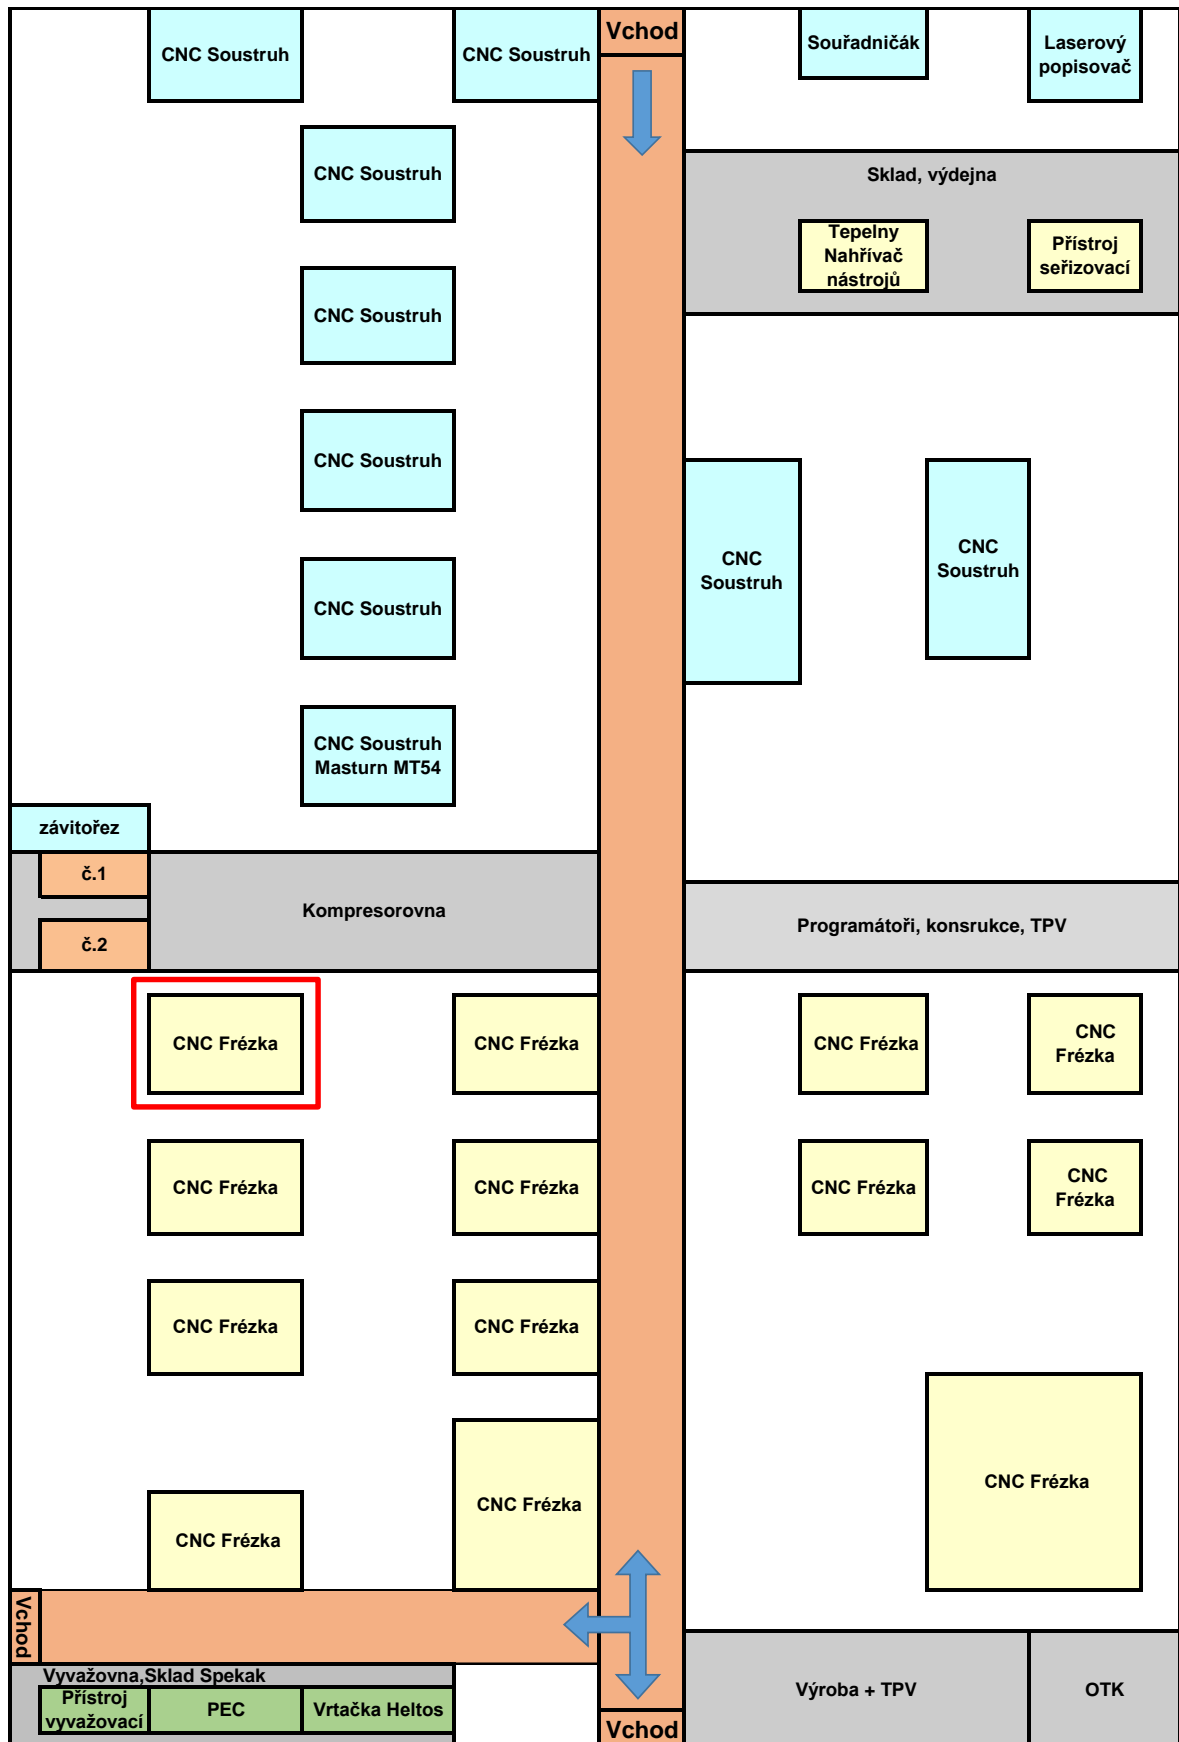 Vchod
CNC Soustruh
CNC Soustruh
Souřadničák
Laserový
popisovač
CNC Soustruh
Sklad, výdejna
Tepelny
Nahřívač
nástrojů
Přístroj
seřizovací
CNC Soustruh
CNC Soustruh
CNC
Soustruh
CNC
Soustruh
CNC Soustruh
CNC Soustruh
Masturn MT54
závitořez
č.1
Kompresorovna
č.2
Programátoři, konsrukce, TPV
CNC Frézka
CNC Frézka
CNC Frézka
CNC
Frézka
CNC Frézka
CNC Frézka
CNC Frézka
CNC
Frézka
CNC Frézka
CNC Frézka
CNC Frézka
CNC Frézka
CNC Frézka
Vchod
Vyvažovna,Sklad Spekak
Přístroj
vyvažovací
PEC
Vrtačka Heltos
Výroba + TPV
OTK
Vchod